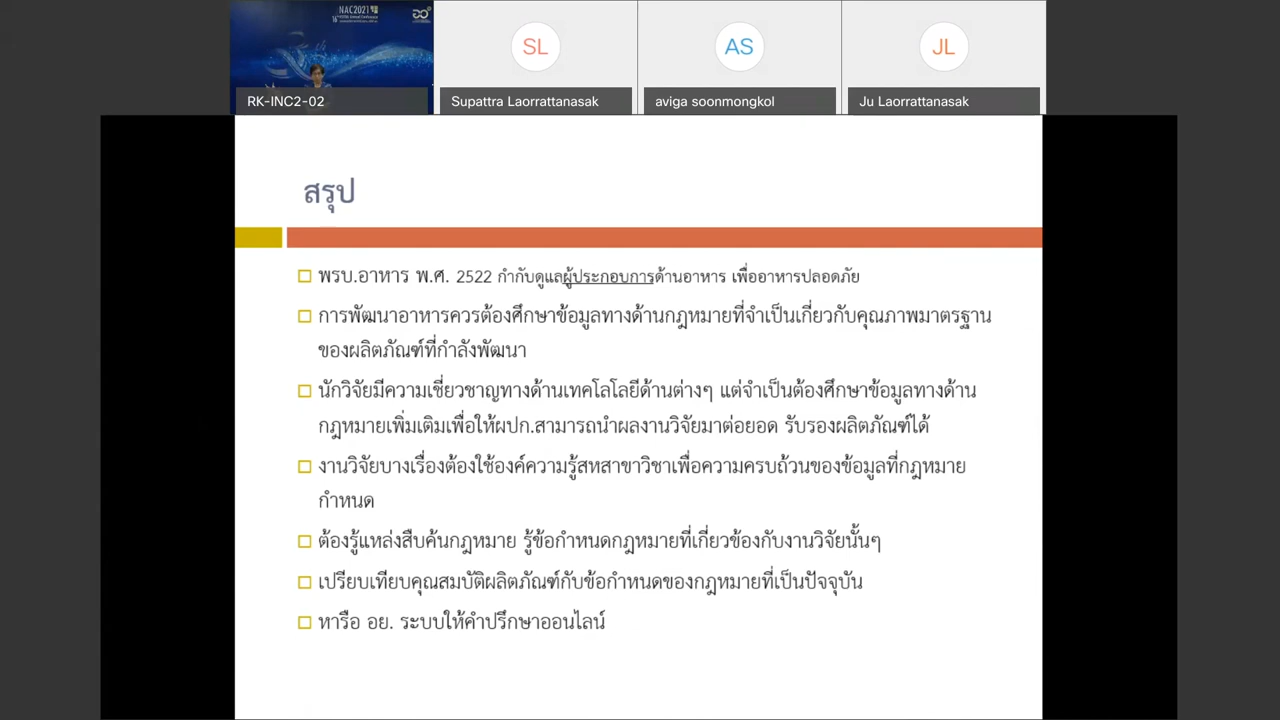 NAC2021
RK-INC2-02
SL
Supattra Laorrattanasak
AS
aviga soonmongkol
JL
Ju Laorrattanasak
สรุป
พรบ.อาหาร พ.ศ. 2522 กำกับดูแลผู้ประกอบการด้านอาหาร เพื่ออาหารปลอดภัย
การพัฒนาอาหารควรต้องศึกษาข้อมูลทางด้านกฎหมายที่จำเป็นเกี่ยวกับคุณภาพมาตรฐาน
ของผลิตภัณฑ์ที่กำลังพัฒนา
นักวิจัยมีความเชี่ยวชาญทางด้านเทคโลโลยีด้านต่างๆ แต่จำเป็นต้องศึกษาข้อมูลทางด้าน
กฎหมายเพิ่มเติมเพื่อให้ผปก.สามารถนำผลงานวิจัยมาต่อยอด รับรองผลิตภัณฑ์ได้
งานวิจัยบางเรื่องต้องใช้องค์ความรู้สหสาขาวิชาเพื่อความครบถ้วนของข้อมูลที่กฎหมาย
กำหนด
ต้องรู้แหล่งสืบค้นกฎหมาย รู้ข้อกำหนดกฎหมายที่เกี่ยวข้องกับงานวิจัยนั้นๆ
เปรียบเทียบคุณสมบัติผลิตภัณฑ์กับข้อกำหนดของกฎหมายที่เป็นปัจจุบัน
หารือ อย. ระบบให้คำปรึกษาออนไลน์